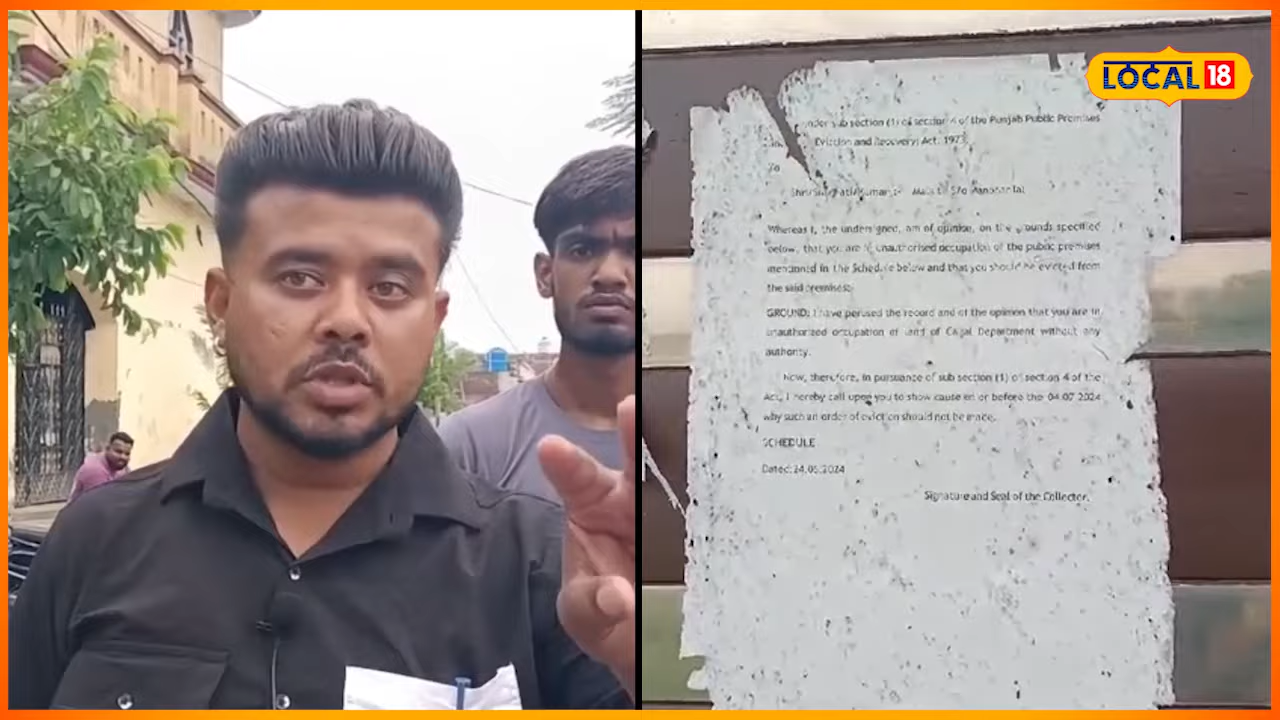 LOCAL 18
under sub section (1) of section 4 of the Punjab Public Premises
Eviction and Recovery) Act, 1973
To
S/o Manohar lal
Whereas I, the undersigned, am of opinion, on the grounds specified
below, that you are in unauthorised occupation of the public premises
mentioned in the Schedule below and that you should be evicted from
the said premises:-
GROUND: I have perused the record and of the opinion that you are in
unauthorized occupation of land of Canal Department without any
authority.
Now, therefore, in pursuance of sub section (1) of section 4 of the
Act, I hereby call upon you to show cause on or before the 04.07.2024
why such an order of eviction should not be made.
SCHEDULE
Dated: 24.06.2024
Signature and Seal of the Collector.